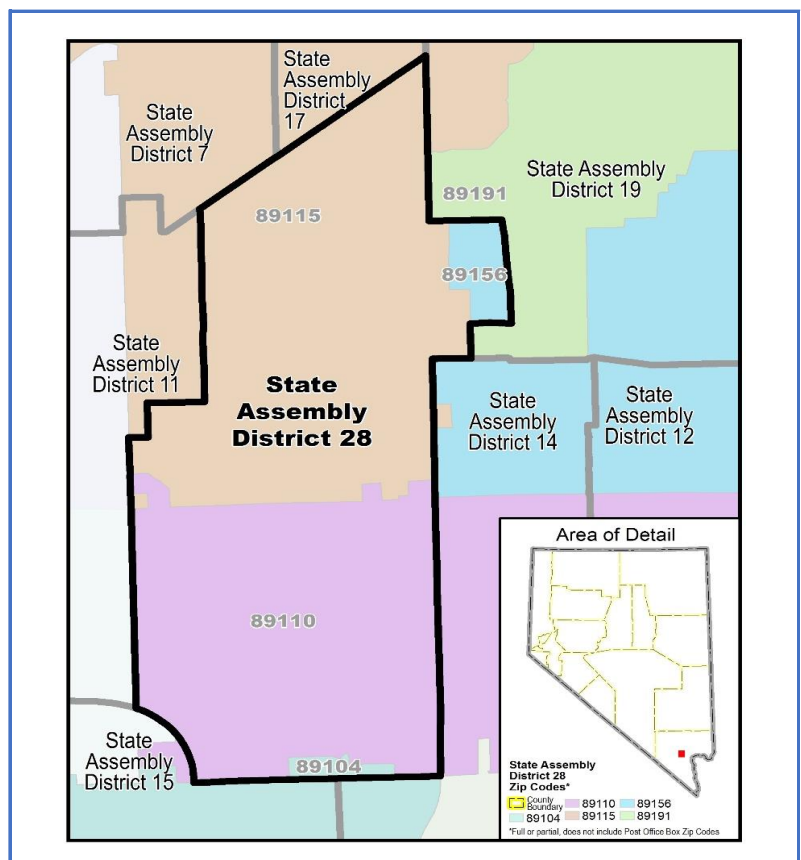 State
Assembly
District
17
State
Assembly
District 7
State Assembly
District 19
89191
89115
89156
State
Assembly
District 11
State
Assembly
District 28
State
Assembly
District 14
State
Assembly
District 12
89110
State
Assembly
District 15
89104
Area of Detail
State Assembly
District 28
Zip Codes*
County
Boundary
89110
89156
89104
89115
89191
*Full or partial, does not include Post Office Box Zip Codes